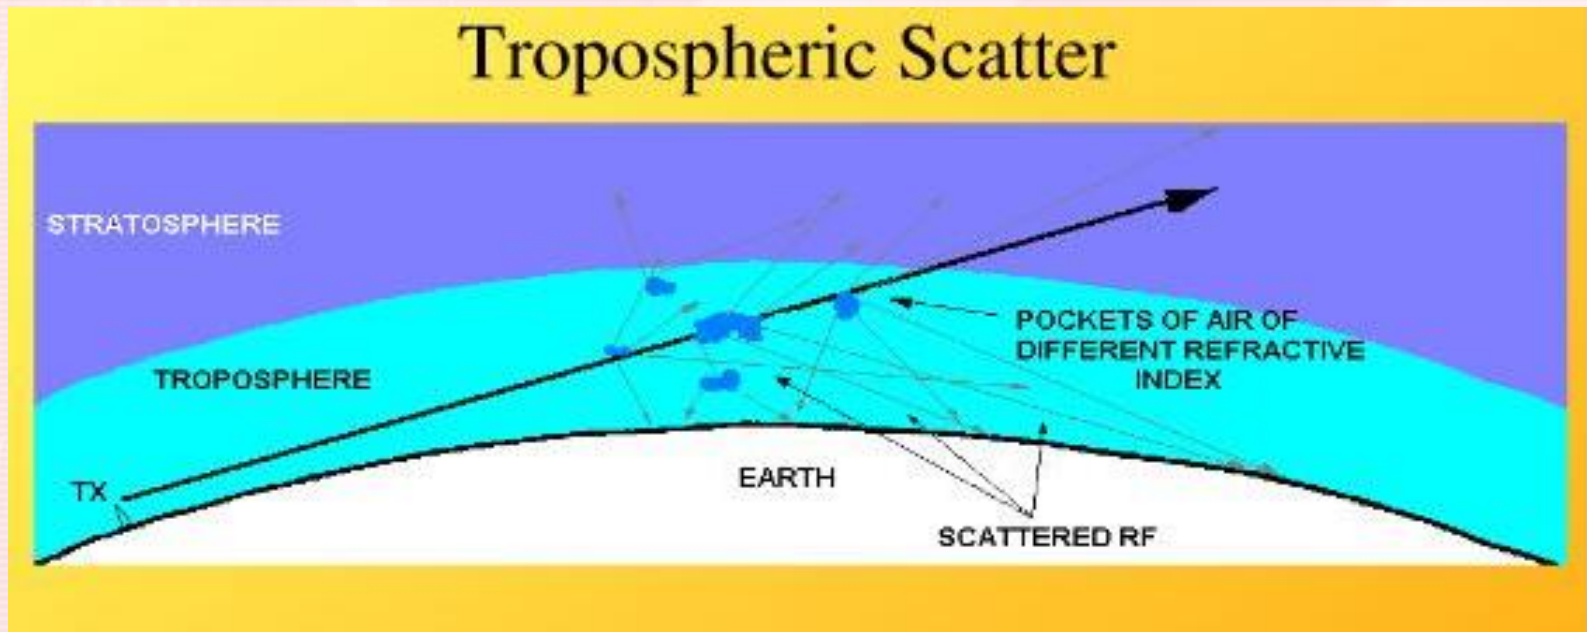 Tropospheric Scatter
STRATOSPHERE
POCKETS OF AIR OF
DIFFERENT REFRACTIVE
INDEX
TROPOSPHERE
TX
EARTH
SCATTERED RF